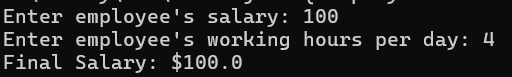 Enter employee's salary: 100
Enter employee's working hours per day: 4
Final Salary: $100.0